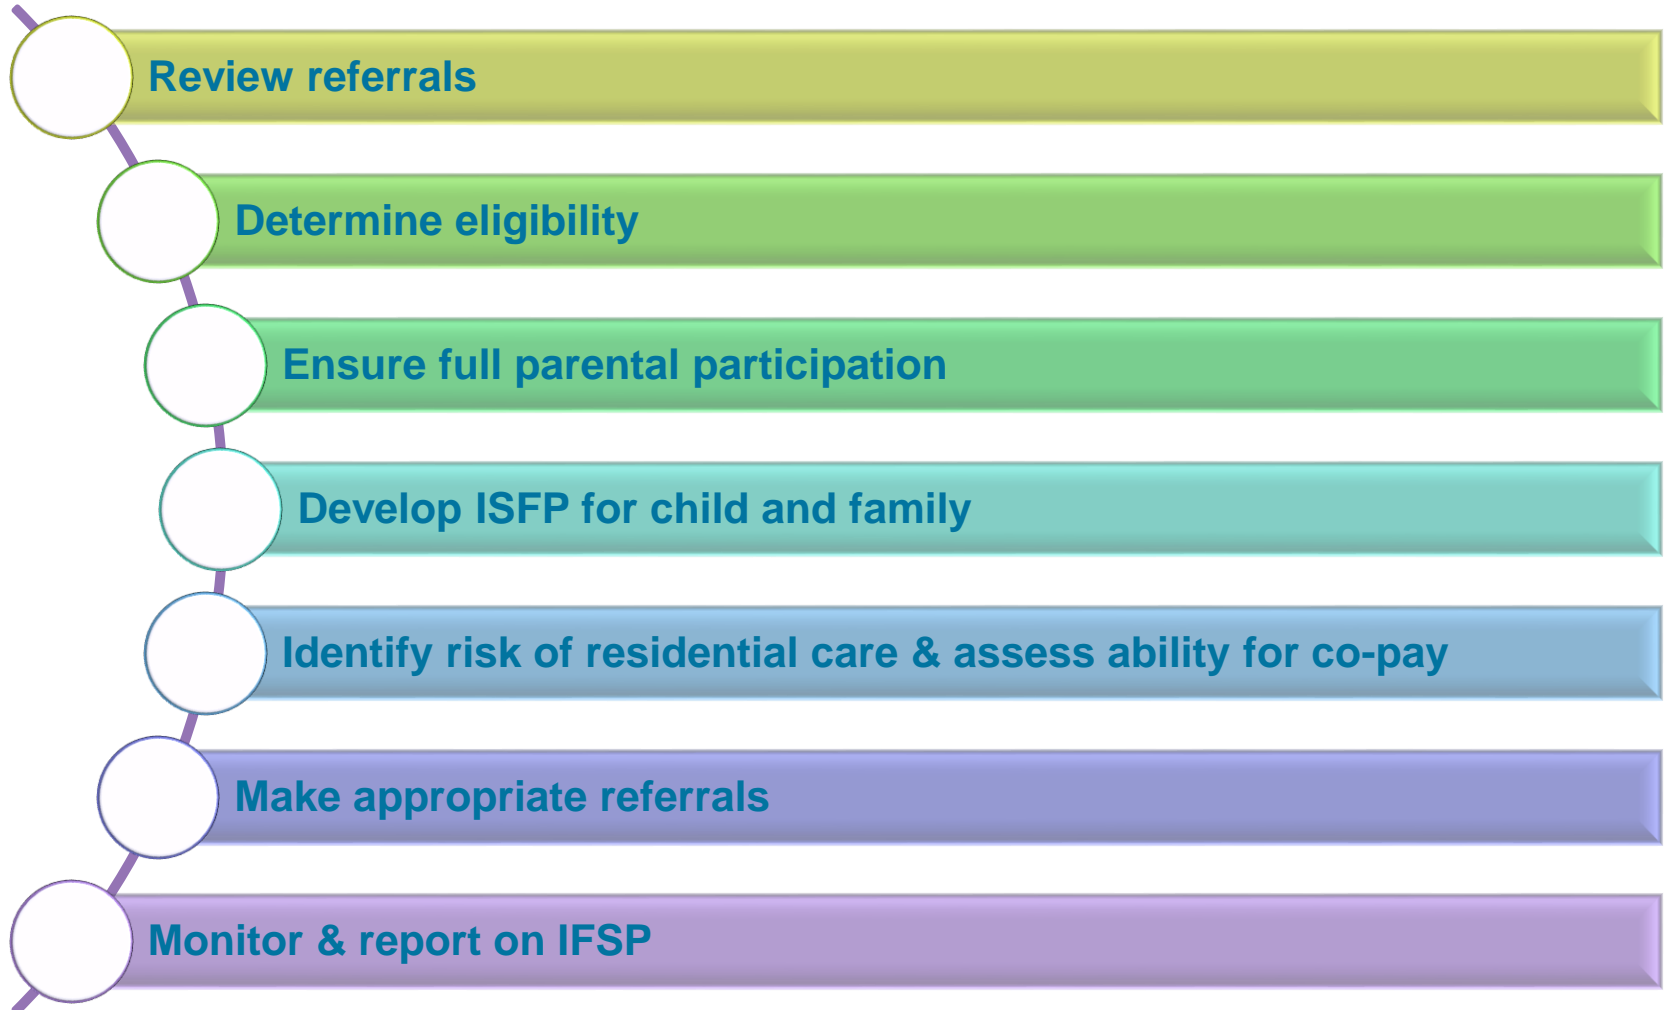 Review referrals
Determine eligibility
Ensure full parental participation
Develop ISFP for child and family
Identify risk of residential care & assess ability for co-pay
Make appropriate referrals
Monitor & report on IFSP